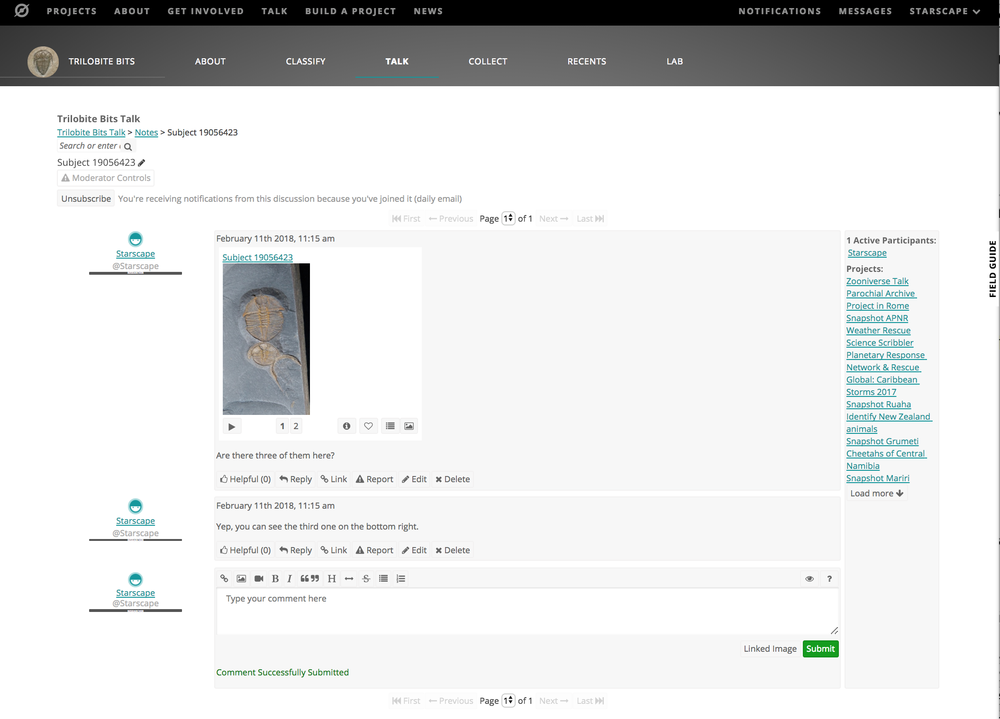 PROJECTS ABOUT GET INVOLVED TALK BUILD A PROJECT NEWS NOTIFICATIONS MESSAGES STARSCAPE
TRILOBITE BITS ABOUT CLASSIFY TALK COLLECT RECENTS LAB
Trilobite Bits Talk
Trilobite Bits Talk > Notes > Subject 19056423
Search or enter
Subject 19056423
Moderator Controls
Unsubscribe You're receiving notifications from this discussion because you've joined it (daily email)
First Previous Page 1 of 1 Next Last
Starscape
@Starscape
RESEARCHER
February 11th 2018, 11:15 am
Subject 19056423
1 2
Are there three of them here?
Helpful (0) Reply Link Report Edit Delete
Starscape
@Starscape
RESEARCHER
February 11th 2018, 11:15 am
Yep, you can see the third one on the bottom right.
Helpful (0) Reply Link Report Edit Delete
Starscape
@Starscape
RESEARCHER
B I H S ?
Type your comment here
Linked Image Submit
Comment Successfully Submitted
1 Active Participants:
Starscape
Projects:
Zooniverse Talk
Parochial Archive
Project in Rome
Snapshot APNR
Weather Rescue
Science Scribbler
Planetary Response
Network & Rescue
Global: Caribbean
Storms 2017
Snapshot Ruaha
Identify New Zealand
animals
Snapshot Grumeti
Cheetahs of Central
Namibia
Snapshot Mariri
Load more
FIELD GUIDE
First Previous Page 1 of 1 Next Last